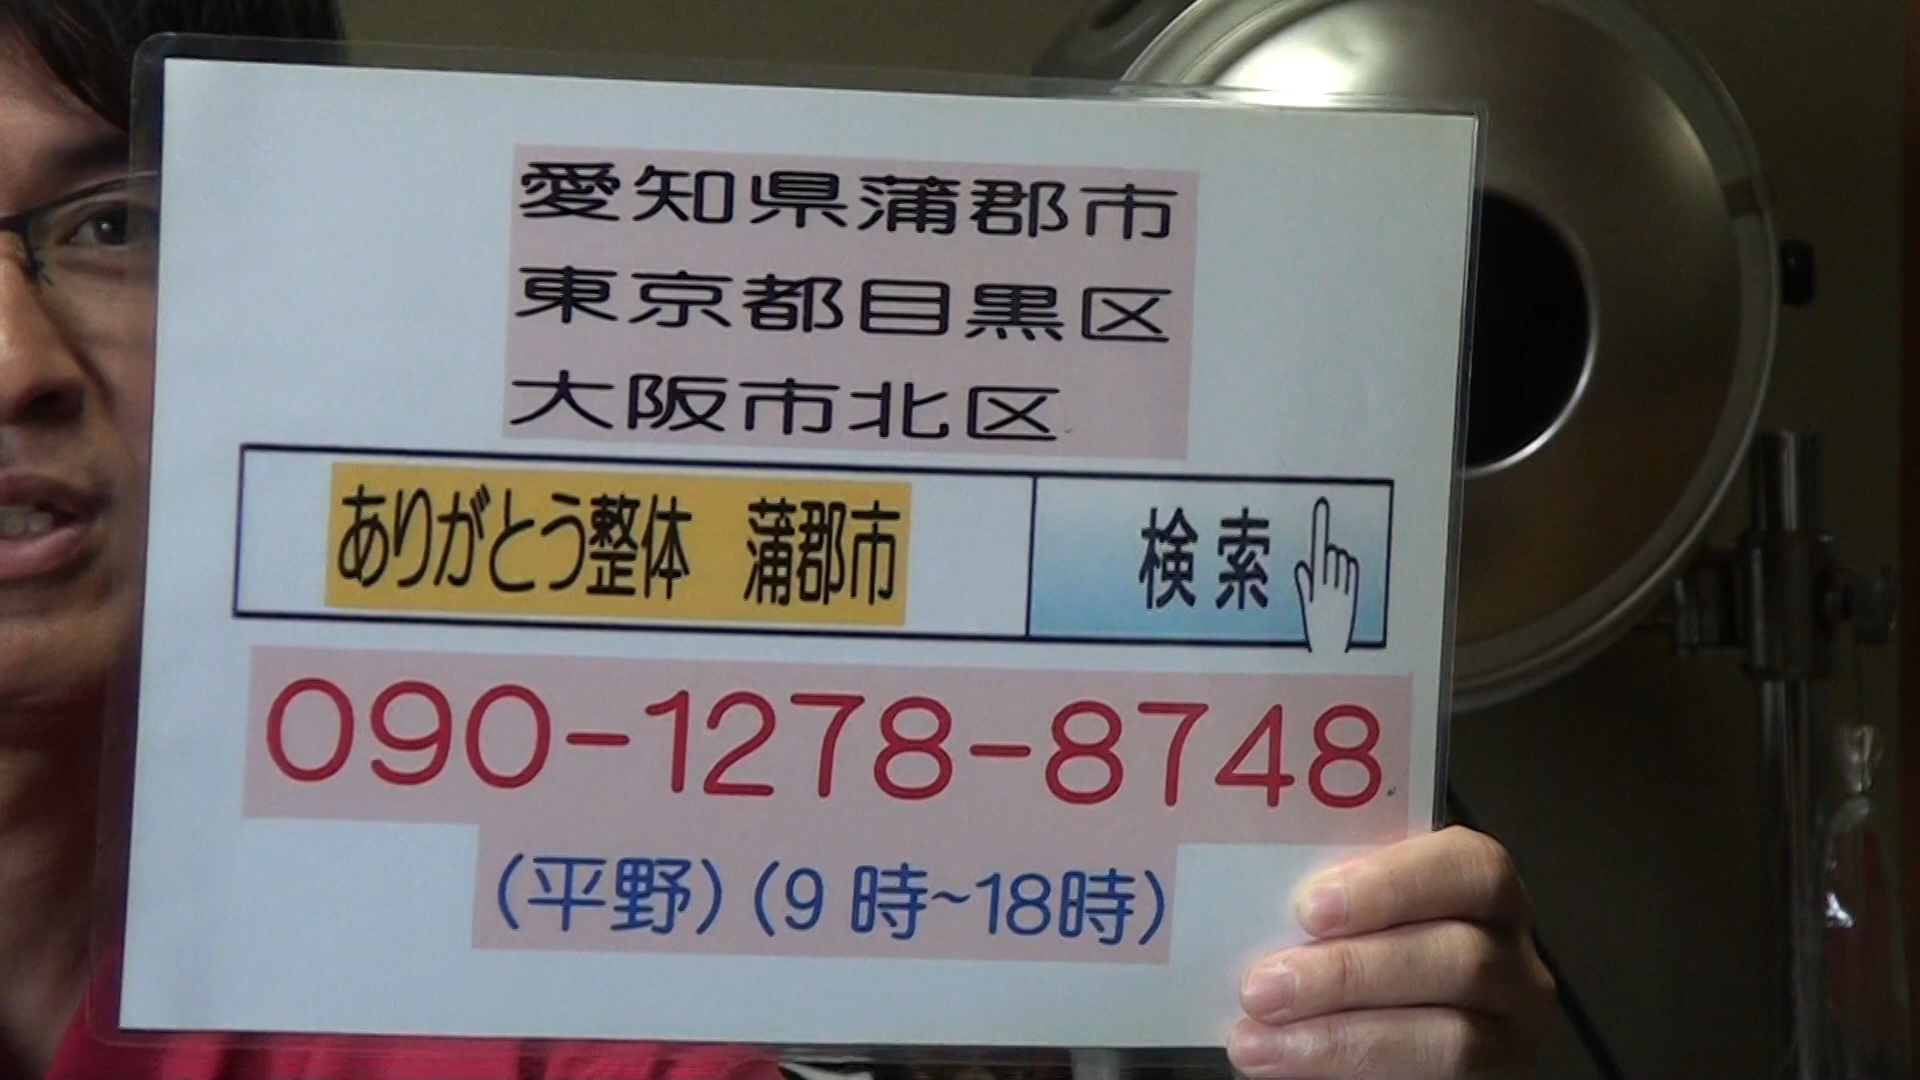 愛知県蒲郡市
東京都目黒区
大阪市北区
ありがとう整体 蒲郡市 検索
090-1278-8748
(平野)(9時~18時)